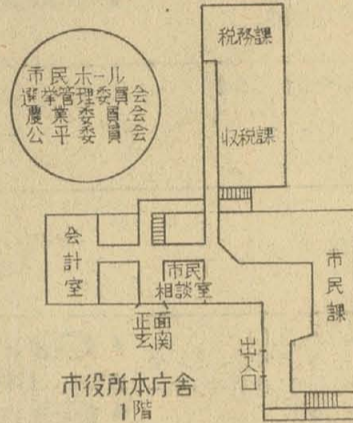 市民ホール
選挙管理委員会
農業委員会
公平委員会
税務課
収税課
会計室
市民
相談室
市民課
正面
玄関
出入口
市役所本庁舎
1階